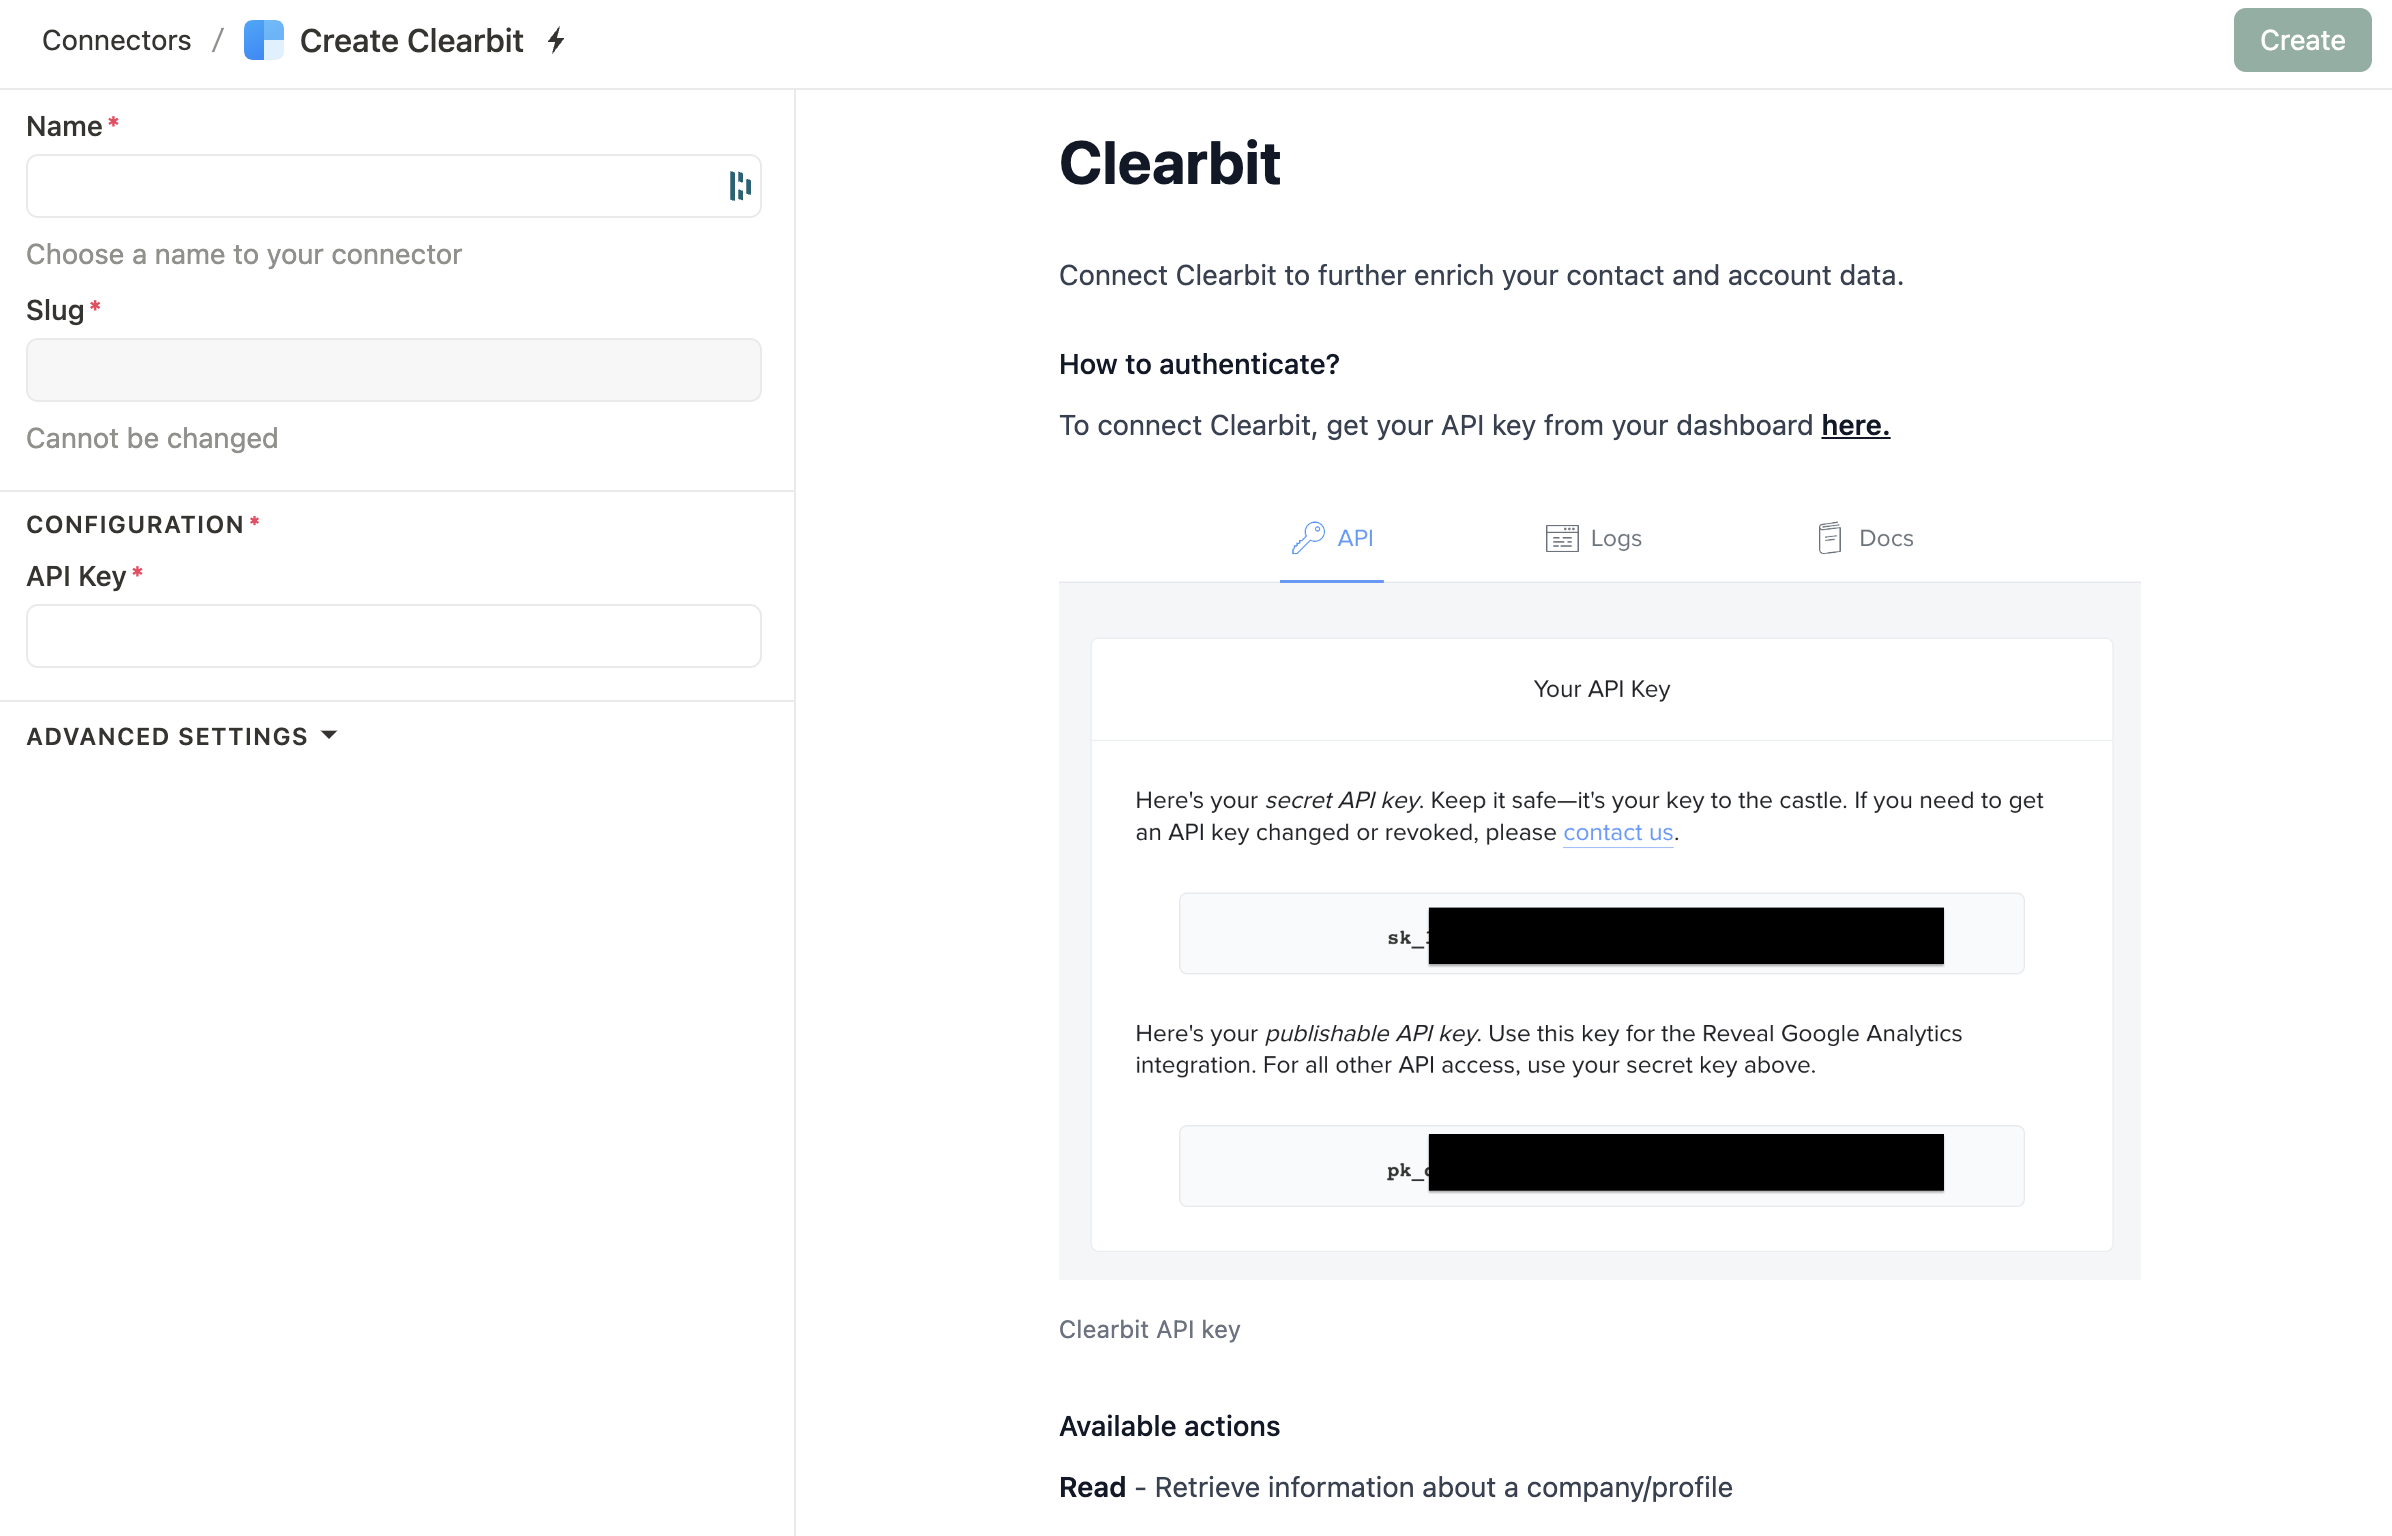 Connectors / Create Clearbit
Create
Name*
Choose a name to your connector
Slug*
Cannot be changed
CONFIGURATION*
API Key*
ADVANCED SETTINGS
Clearbit
Connect Clearbit to further enrich your contact and account data.
How to authenticate?
To connect Clearbit, get your API key from your dashboard here.
API
Logs
Docs
Your API Key
Here's your secret API key. Keep it safe—it's your key to the castle. If you need to get
an API key changed or revoked, please contact us.
sk_
Here's your publishable API key. Use this key for the Reveal Google Analytics
integration. For all other API access, use your secret key above.
pk_
Clearbit API key
Available actions
Read - Retrieve information about a company/profile